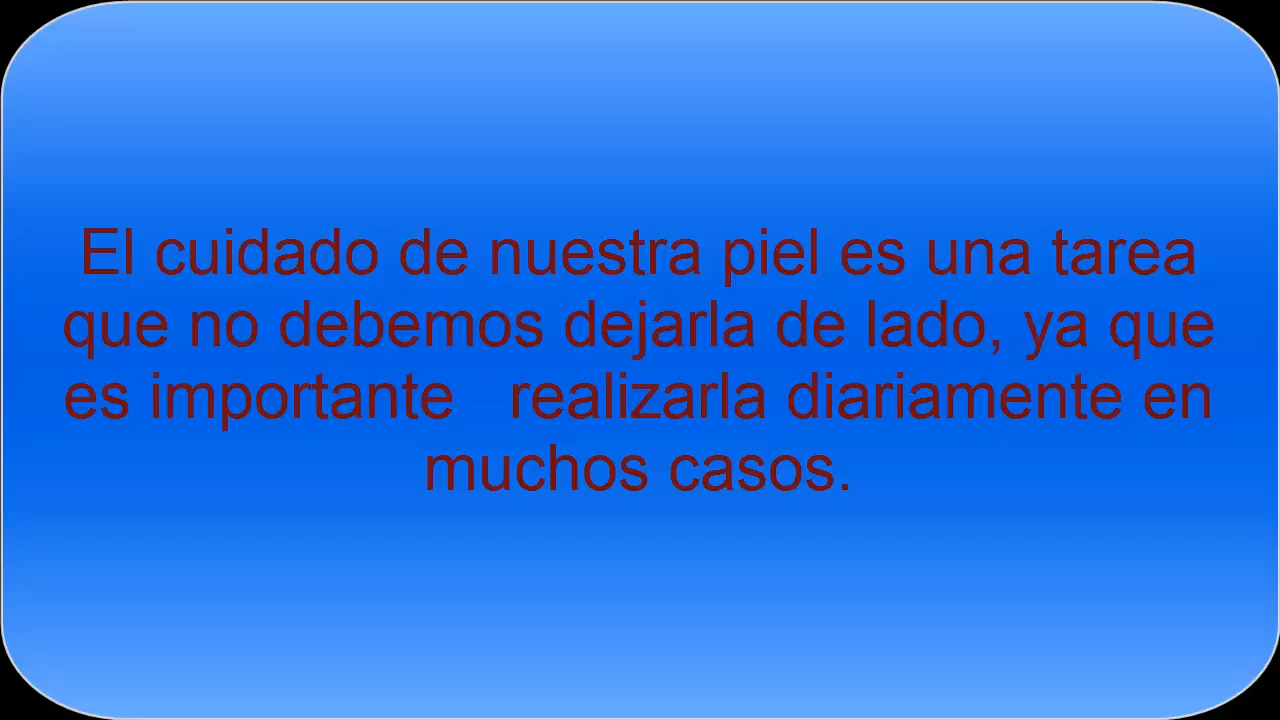 El cuidado de nuestra piel es una tarea
que no debemos dejarla de lado, ya que
es importante   realizarla diariamente en
muchos casos.